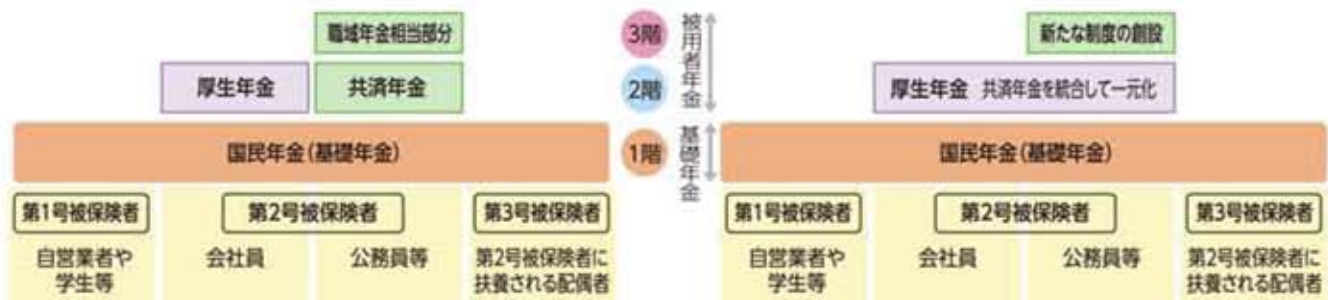 職域年金相当部分
厚生年金
共済年金
国民年金(基礎年金)
第1号被保険者
第2号被保険者
第3号被保険者
自営業者や
学生等
会社員
公務員等
第2号被保険者に
扶養される配偶者
3階
2階
1階
被用者年金
基礎年金
新たな制度の創設
厚生年金 共済年金を統合して一元化
国民年金(基礎年金)
第1号被保険者
第2号被保険者
第3号被保険者
自営業者や
学生等
会社員
公務員等
第2号被保険者に
扶養される配偶者